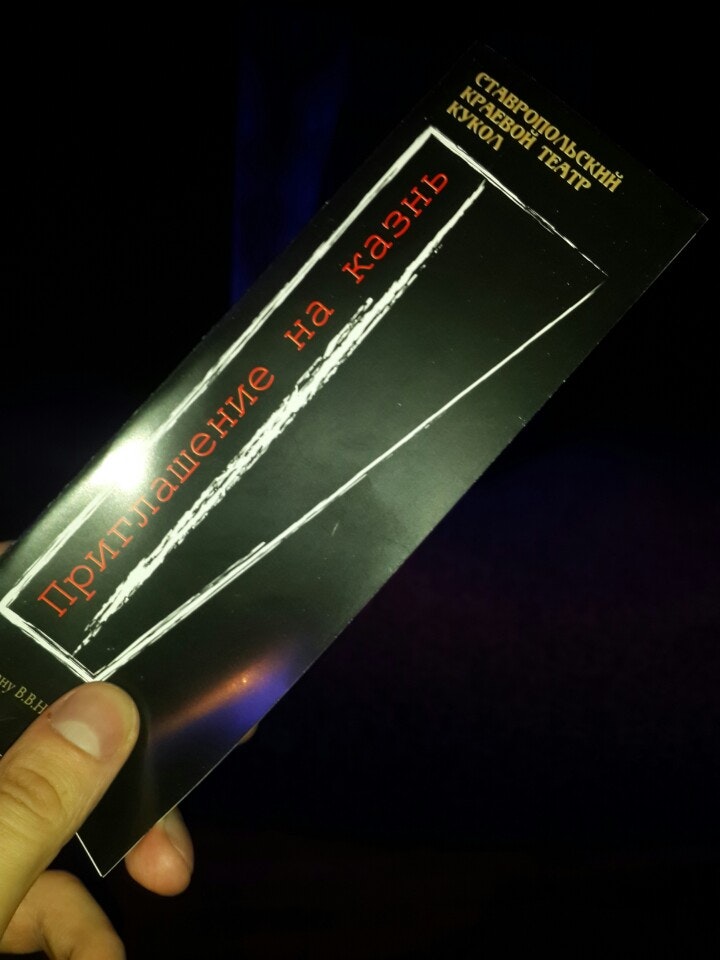 СТАВРОПОЛЬСКИЙ
КРАЕВОЙ ТЕАТР
КУКОЛ
Приглашение на казнь
В.В.Н